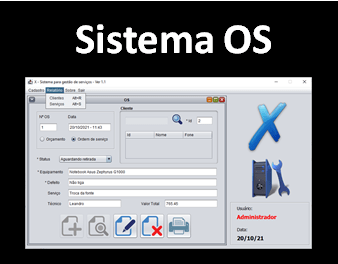 Sistema OS
X - Sistema para gestão de serviços - Ver 1.1
Cadastro Relatório Sobre Sair
Clientes Alt+R
Serviços Alt+S
OS
Nº OS Data
1 20/10/2021 - 11:43
Orçamento Ordem de serviço
Cliente
* Id 2
Id Nome Fone
* Status Aguardando retirada
* Equipamento Notebook Asus Zephorus G1000
* Defeito Não liga
Serviço Troca da fonte
Técnico Leandro Valor Total 755.45
Usuário:
Administrador
Data:
20/10/21